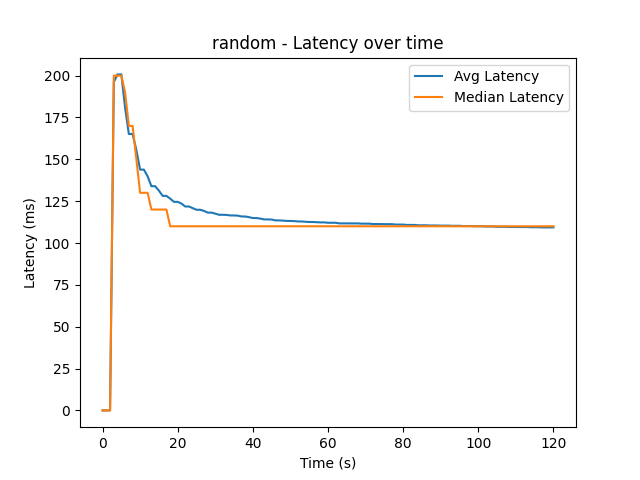 random - Latency over time
Avg Latency
Median Latency
Latency (ms)
200
175
150
125
100
75
50
25
0
0 20 40 60 80 100 120
Time (s)